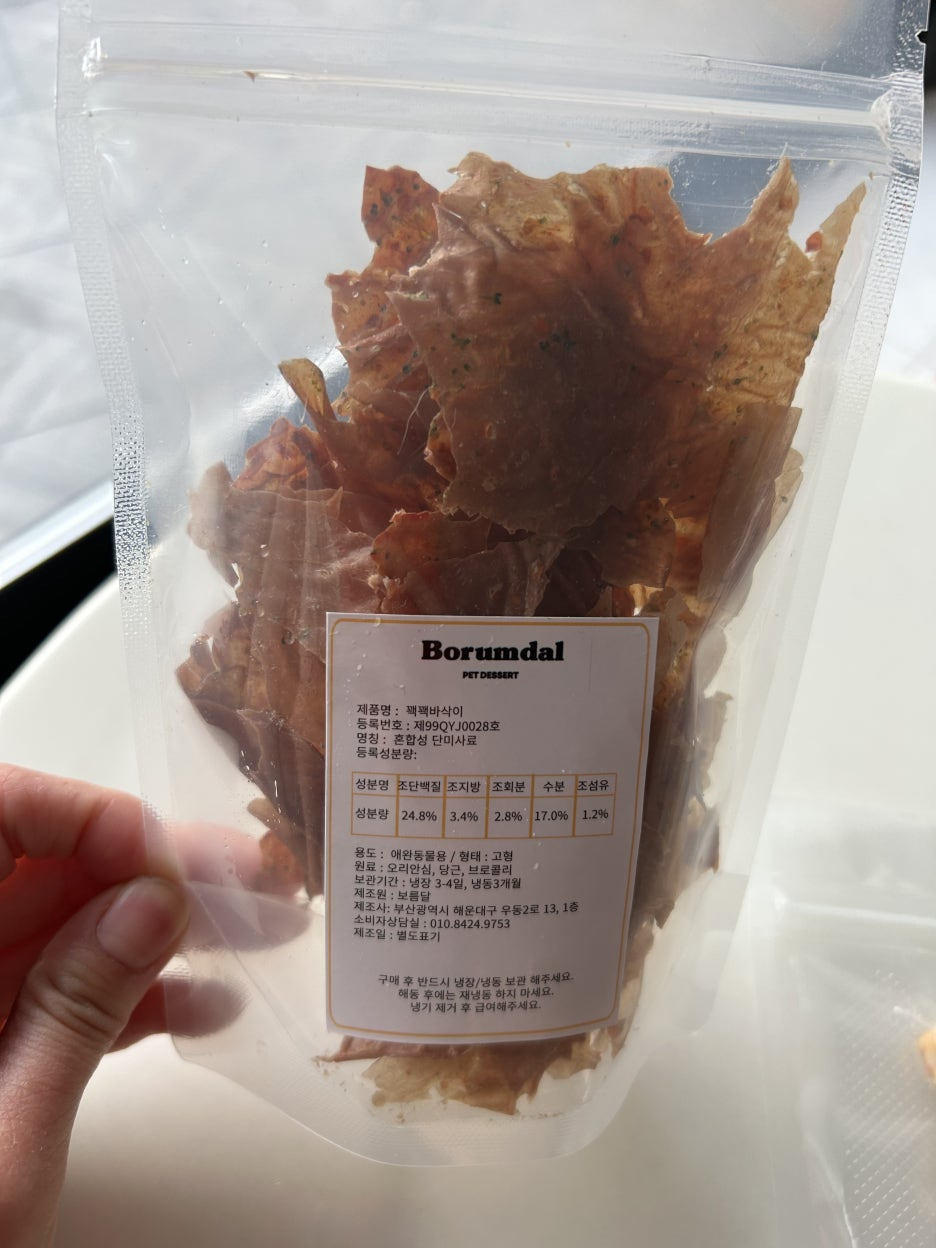 Borumdal
PET DESSERT
제품명 : 꽥꽥바삭이
등록번호 : 제99QYJ0028호
명칭 : 혼합성 단미사료
등록성분량:
성분명 조단백질 조지방 조회분 수분 조섬유
성분량 24.8% 3.4% 2.8% 17.0% 1.2%
용도 : 애완동물용 / 형태 : 고형
원료 : 오리안심, 당근, 브로콜리
보관기간 : 냉장 3-4일, 냉동3개월
제조원 : 보름달
제조사: 부산광역시 해운대구 우동2로 13, 1층
소비자상담실 : 010.8424.9753
제조일 : 별도표기
구매 후 반드시 냉장/냉동 보관 해주세요.
해동 후에는 재냉동 하지 마세요.
냉기 제거 후 급여해주세요.